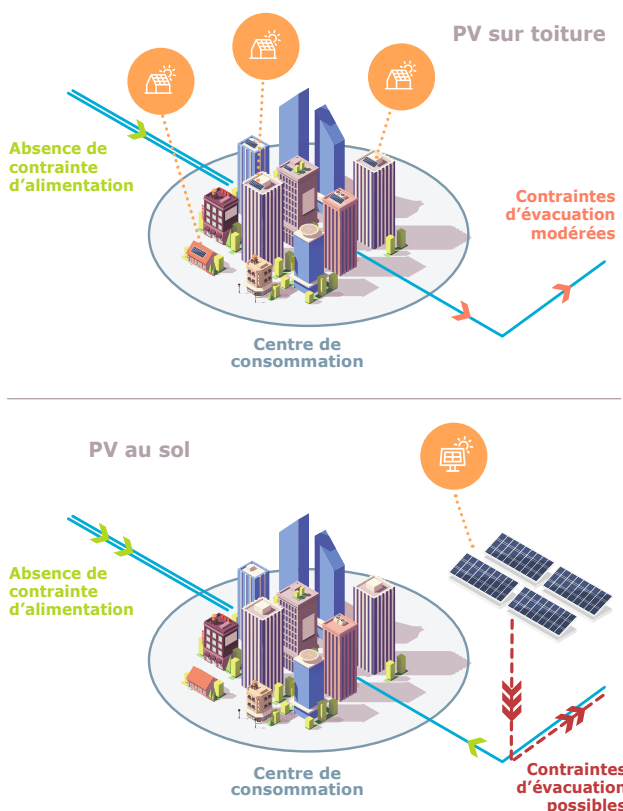 PV sur toiture
Absence de
contrainte
d'alimentation
Contraintes
d'évacuation
modérées
Centre de
consommation
PV au sol
Absence de
contrainte
d'alimentation
Centre de
consommation
Contraintes
d'évacuation
possibles